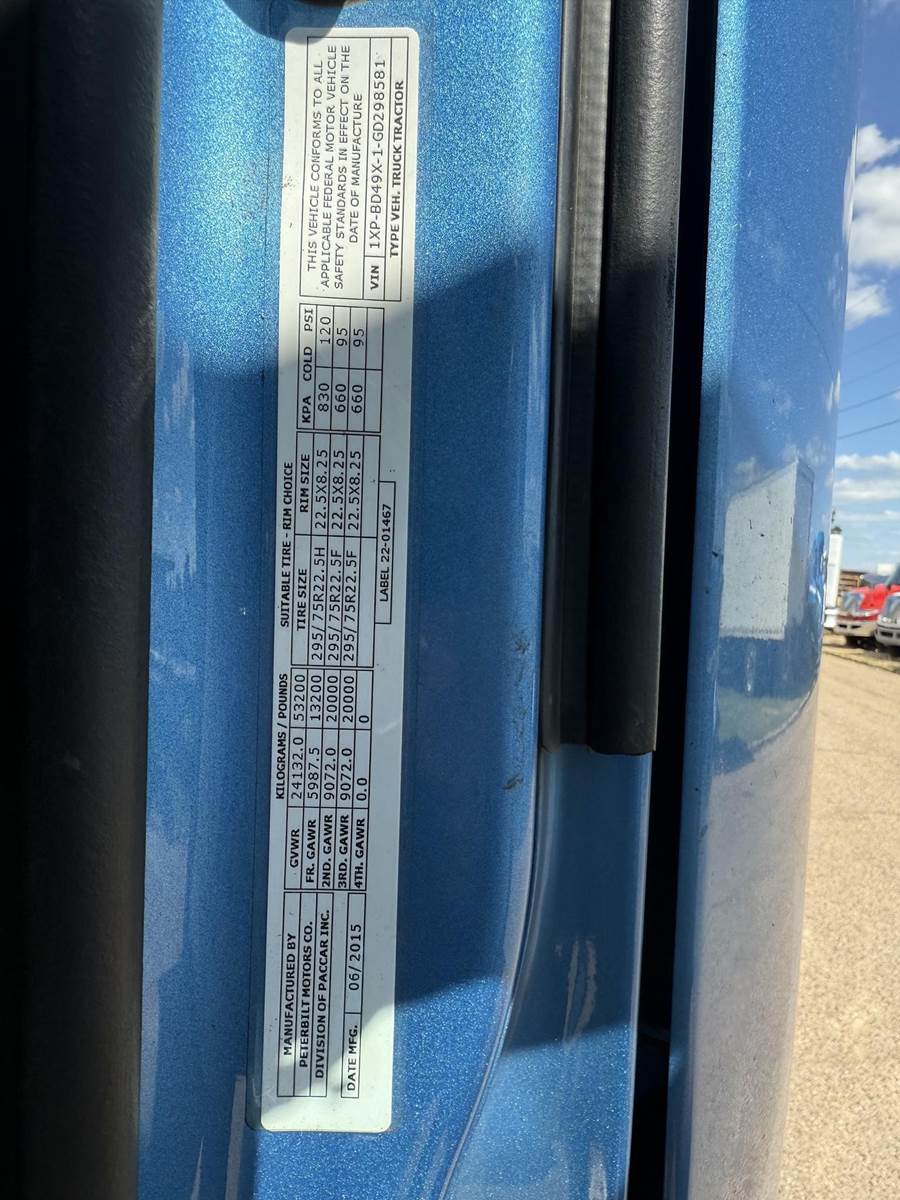 MANUFACTURED BY
PETERBILT MOTORS CO.
DIVISION OF PACCAR INC.
DATE MFG. 06/2015
KILOGRAMS / POUNDS
GVWR 24132.0 53200
FR. GAWR 5987.5 13200
2ND. GAWR 9072.0 20000
3RD. GAWR 9072.0 20000
4TH. GAWR 0.0 0
SUITABLE TIRE - RIM CHOICE
TIRE SIZE RIM SIZE KPA COLD PSI
295/75R22.5H 22.5X8.25 830 120
295/75R22.5F 22.5X8.25 660 95
295/75R22.5F 22.5X8.25 660 95
LABEL 22-01467
THIS VEHICLE CONFORMS TO ALL
APPLICABLE FEDERAL MOTOR VEHICLE
SAFETY STANDARDS IN EFFECT ON THE
DATE OF MANUFACTURE
VIN 1XP-BD49X-1-GD298581
TYPE VEH. TRUCK TRACTOR